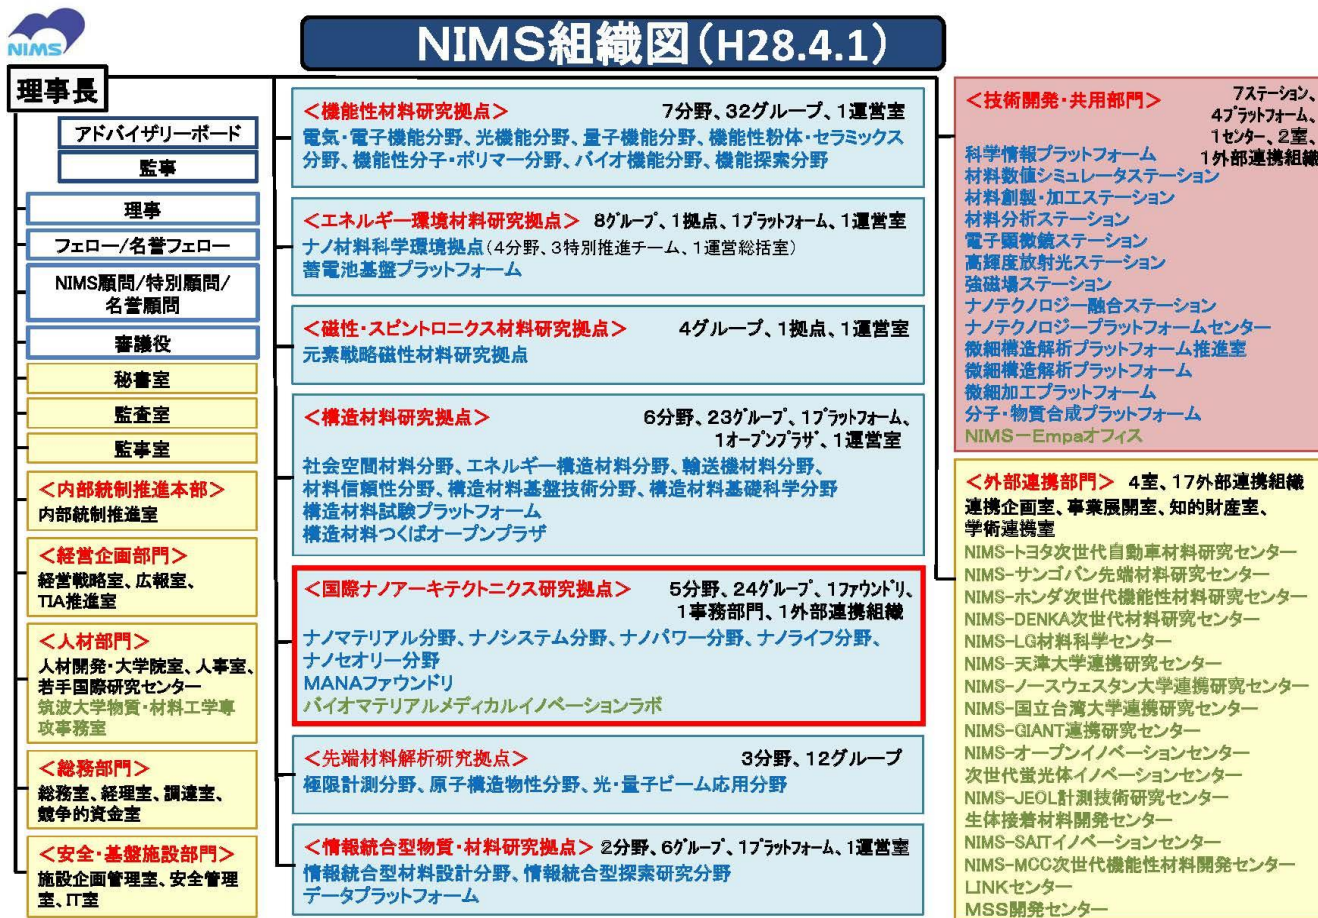 NIMS
NIMS組織図(H28.4.1)
理事長
アドバイザリーボード
監事
理事
フェロー/名誉フェロー
NIMS顧問/特別顧問/
名誉顧問
審議役
秘書室
監査室
監事室
＜内部統制推進本部＞
内部統制推進室
＜経営企画部門＞
経営戦略室、広報室、
TIA推進室
＜人材部門＞
人材開発・大学院室、人事室、
若手国際研究センター
筑波大学物質・材料工学専
攻事務室
＜総務部門＞
総務室、経理室、調達室、
競争的資金室
＜安全・基盤施設部門＞
施設企画管理室、安全管理
室、IT室
＜機能性材料研究拠点＞ 7分野、32グループ、1運営室
電気・電子機能分野、光機能分野、量子機能分野、機能性粉体・セラミックス
分野、機能性分子・ポリマー分野、バイオ機能分野、機能探索分野
＜エネルギー環境材料研究拠点＞ 8グループ、1拠点、1プラットフォーム、1運営室
ナノ材料科学環境拠点(4分野、3特別推進チーム、1運営総括室)
蓄電池基盤プラットフォーム
＜磁性・スピントロニクス材料研究拠点＞ 4グループ、1拠点、1運営室
元素戦略磁性材料研究拠点
＜構造材料研究拠点＞ 6分野、23グループ、1プラットフォーム、
1オープンプラザ、1運営室
社会空間材料分野、エネルギー構造材料分野、輸送機材料分野、
材料信頼性分野、構造材料基盤技術分野、構造材料基礎科学分野
構造材料試験プラットフォーム
構造材料つくばオープンプラザ
＜国際ナノアーキテクトニクス研究拠点＞ 5分野、24グループ、1ファウンドリ、
1事務部門、1外部連携組織
ナノマテリアル分野、ナノシステム分野、ナノパワー分野、ナノライフ分野、
ナノセオリー分野
MANAファウンドリ
バイオマテリアルメディカルイノベーションラボ
＜先端材料解析研究拠点＞ 3分野、12グループ
極限計測分野、原子構造物性分野、光・量子ビーム応用分野
＜情報統合型物質・材料研究拠点＞ 2分野、6グループ、1プラットフォーム、1運営室
情報統合型材料設計分野、情報統合型探索研究分野
データプラットフォーム
＜技術開発・共用部門＞ 7ステーション、
4プラットフォーム、
1センター、2室、
1外部連携組織
科学情報プラットフォーム
材料数値シミュレータステーション
材料創製・加工ステーション
材料分析ステーション
電子顕微鏡ステーション
高輝度放射光ステーション
強磁場ステーション
ナノテクノロジー融合ステーション
ナノテクノロジープラットフォームセンター
微細構造解析プラットフォーム推進室
微細構造解析プラットフォーム
微細加工プラットフォーム
分子・物質合成プラットフォーム
NIMS－Empaオフィス
＜外部連携部門＞ 4室、17外部連携組織
連携企画室、事業展開室、知的財産室、
学術連携室
NIMS-トヨタ次世代自動車材料研究センター
NIMS-サンゴバン先端材料研究センター
NIMS-ホンダ次世代機能性材料研究センター
NIMS-DENKA次世代材料研究センター
NIMS-LG材料科学センター
NIMS-天津大学連携研究センター
NIMS-ノースウェスタン大学連携研究センター
NIMS-国立台湾大学連携研究センター
NIMS-GIANT連携研究センター
NIMS-オープンイノベーションセンター
次世代蛍光体イノベーションセンター
NIMS-JEOL計測技術研究センター
生体接着材料開発センター
NIMS-SAITイノベーションセンター
NIMS-MCC次世代機能性材料開発センター
LINKセンター
MSS開発センター